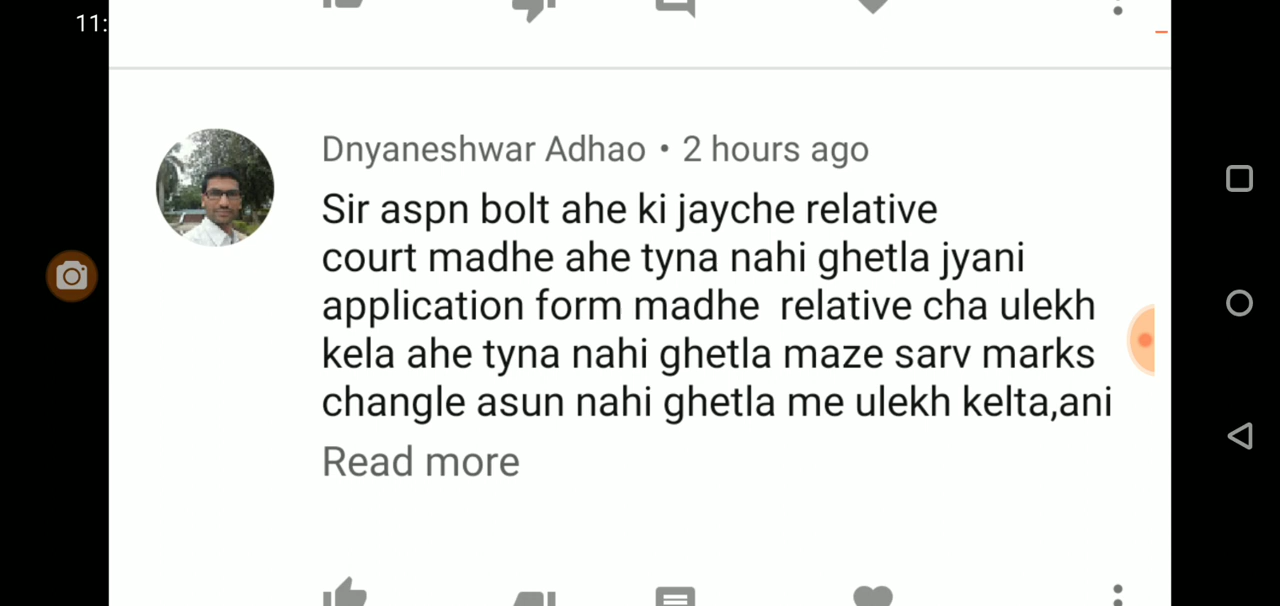 11:
Dnyaneshwar Adhao • 2 hours ago
Sir aspn bolt ahe ki jayche relative
court madhe ahe tyna nahi ghetla jyani
application form madhe  relative cha ulekh
kela ahe tyna nahi ghetla maze sarv marks
changle asun nahi ghetla me ulekh kelta,ani
Read more